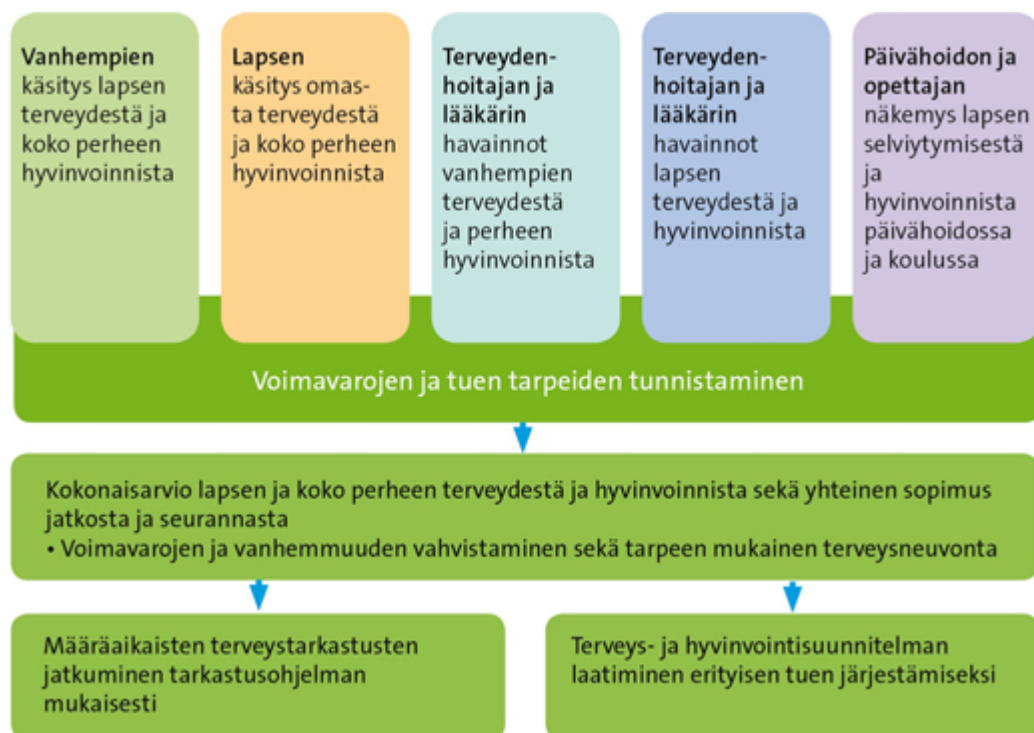 Vanhempien
käsitys lapsen
terveydestä ja
koko perheen
hyvinvoinnista
Lapsen
käsitys omas-
ta terveydestä
ja koko perheen
hyvinvoinnista
Terveyden-
hoitajan ja
lääkärin
havainnot
vanhempien
terveydestä
ja perheen
hyvinvoinnista
Terveyden-
hoitajan ja
lääkärin
havainnot
lapsen
terveydestä ja
hyvinvoinnista
Päivähoidon ja
opettajan
näkemys lapsen
selviytymisestä
ja
hyvinvoinnista
päivähoidossa
ja koulussa
Voimavarojen ja tuen tarpeiden tunnistaminen
Kokonaisarvio lapsen ja koko perheen terveydestä ja hyvinvoinnista sekä yhteinen sopimus
jatkosta ja seurannasta
• Voimavarojen ja vanhemmuuden vahvistaminen sekä tarpeen mukainen terveysneuvonta
Määräaikaisten terveystarkastusten
jatkuminen tarkastusohjelman
mukaisesti
Terveys- ja hyvinvointisuunnitelman
laatiminen erityisen tuen järjestämiseksi